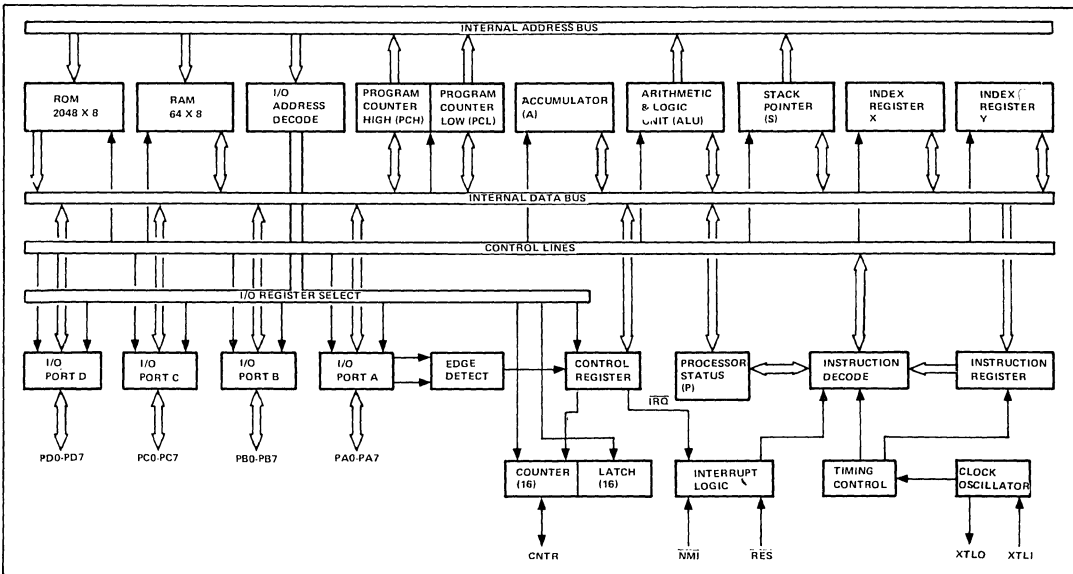 INTERNAL ADDRESS BUS
ROM
2048 X 8
RAM
64 X 8
I/O
ADDRESS
DECODE
PROGRAM
COUNTER
HIGH (PCH)
PROGRAM
COUNTER
LOW (PCL)
ACCUMULATOR
(A)
ARITHMETIC
& LOGIC
UNIT (ALU)
STACK
POINTER
(S)
INDEX
REGISTER
X
INDEX
REGISTER
Y
INTERNAL DATA BUS
CONTROL LINES
I/O REGISTER SELECT
I/O
PORT D
I/O
PORT C
I/O
PORT B
I/O
PORT A
EDGE
DETECT
CONTROL
REGISTER
PROCESSOR
STATUS
(P)
INSTRUCTION
DECODE
INSTRUCTION
REGISTER
IRQ
PD0-PD7
PC0-PC7
PB0-PB7
PA0-PA7
COUNTER
(16)
LATCH
(16)
INTERRUPT
LOGIC
TIMING
CONTROL
CLOCK
OSCILLATOR
CNTR
NMI
RES
XTLO
XTLI